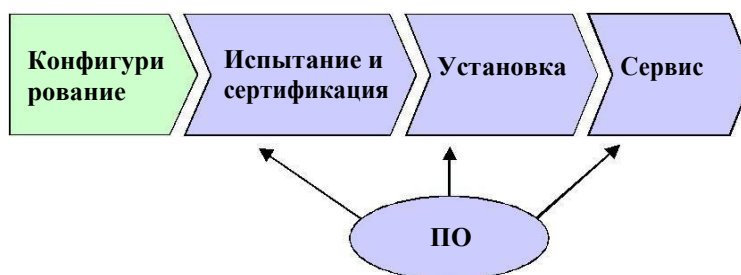 Конфигури
рование
Испытание и
сертификация
Установка
Сервис
ПО